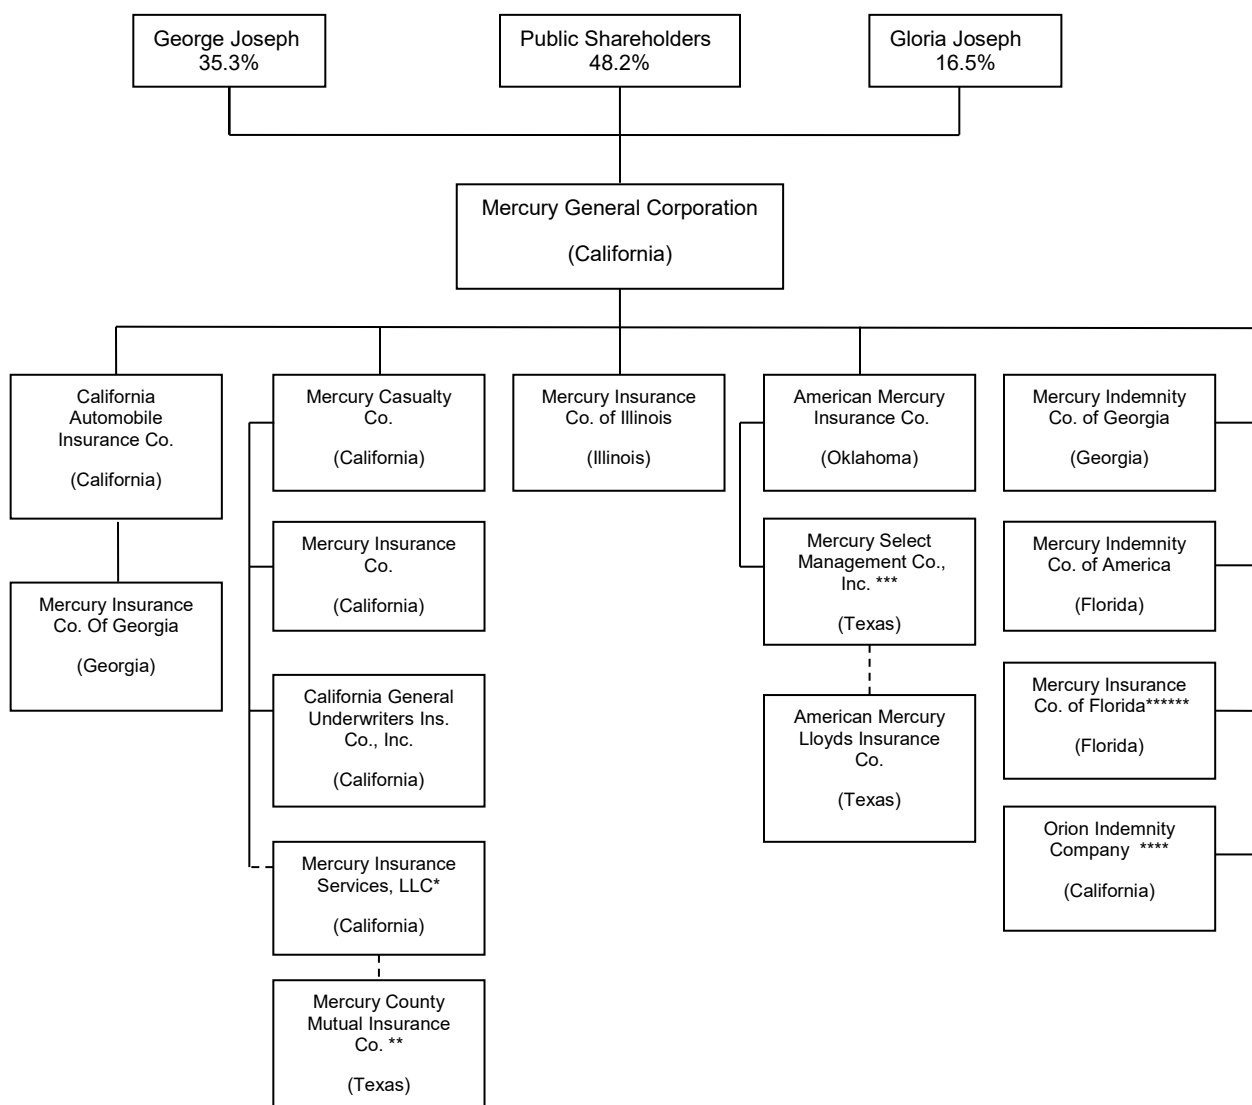 George Joseph
35.3%
Public Shareholders
48.2%
Gloria Joseph
16.5%
Mercury General Corporation
(California)
California
Automobile
Insurance Co.
(California)
Mercury Insurance
Co. Of Georgia
(Georgia)
Mercury Casualty
Co.
(California)
Mercury Insurance
Co.
(California)
California General
Underwriters Ins.
Co., Inc.
(California)
Mercury Insurance
Services, LLC*
(California)
Mercury County
Mutual Insurance
Co. **
(Texas)
Mercury Insurance
Co. of Illinois
(Illinois)
American Mercury
Insurance Co.
(Oklahoma)
Mercury Select
Management Co.,
Inc. ***
(Texas)
American Mercury
Lloyds Insurance
Co.
(Texas)
Mercury Indemnity
Co. of Georgia
(Georgia)
Mercury Indemnity
Co. of America
(Florida)
Mercury Insurance
Co. of Florida******
(Florida)
Orion Indemnity
Company ****
(California)